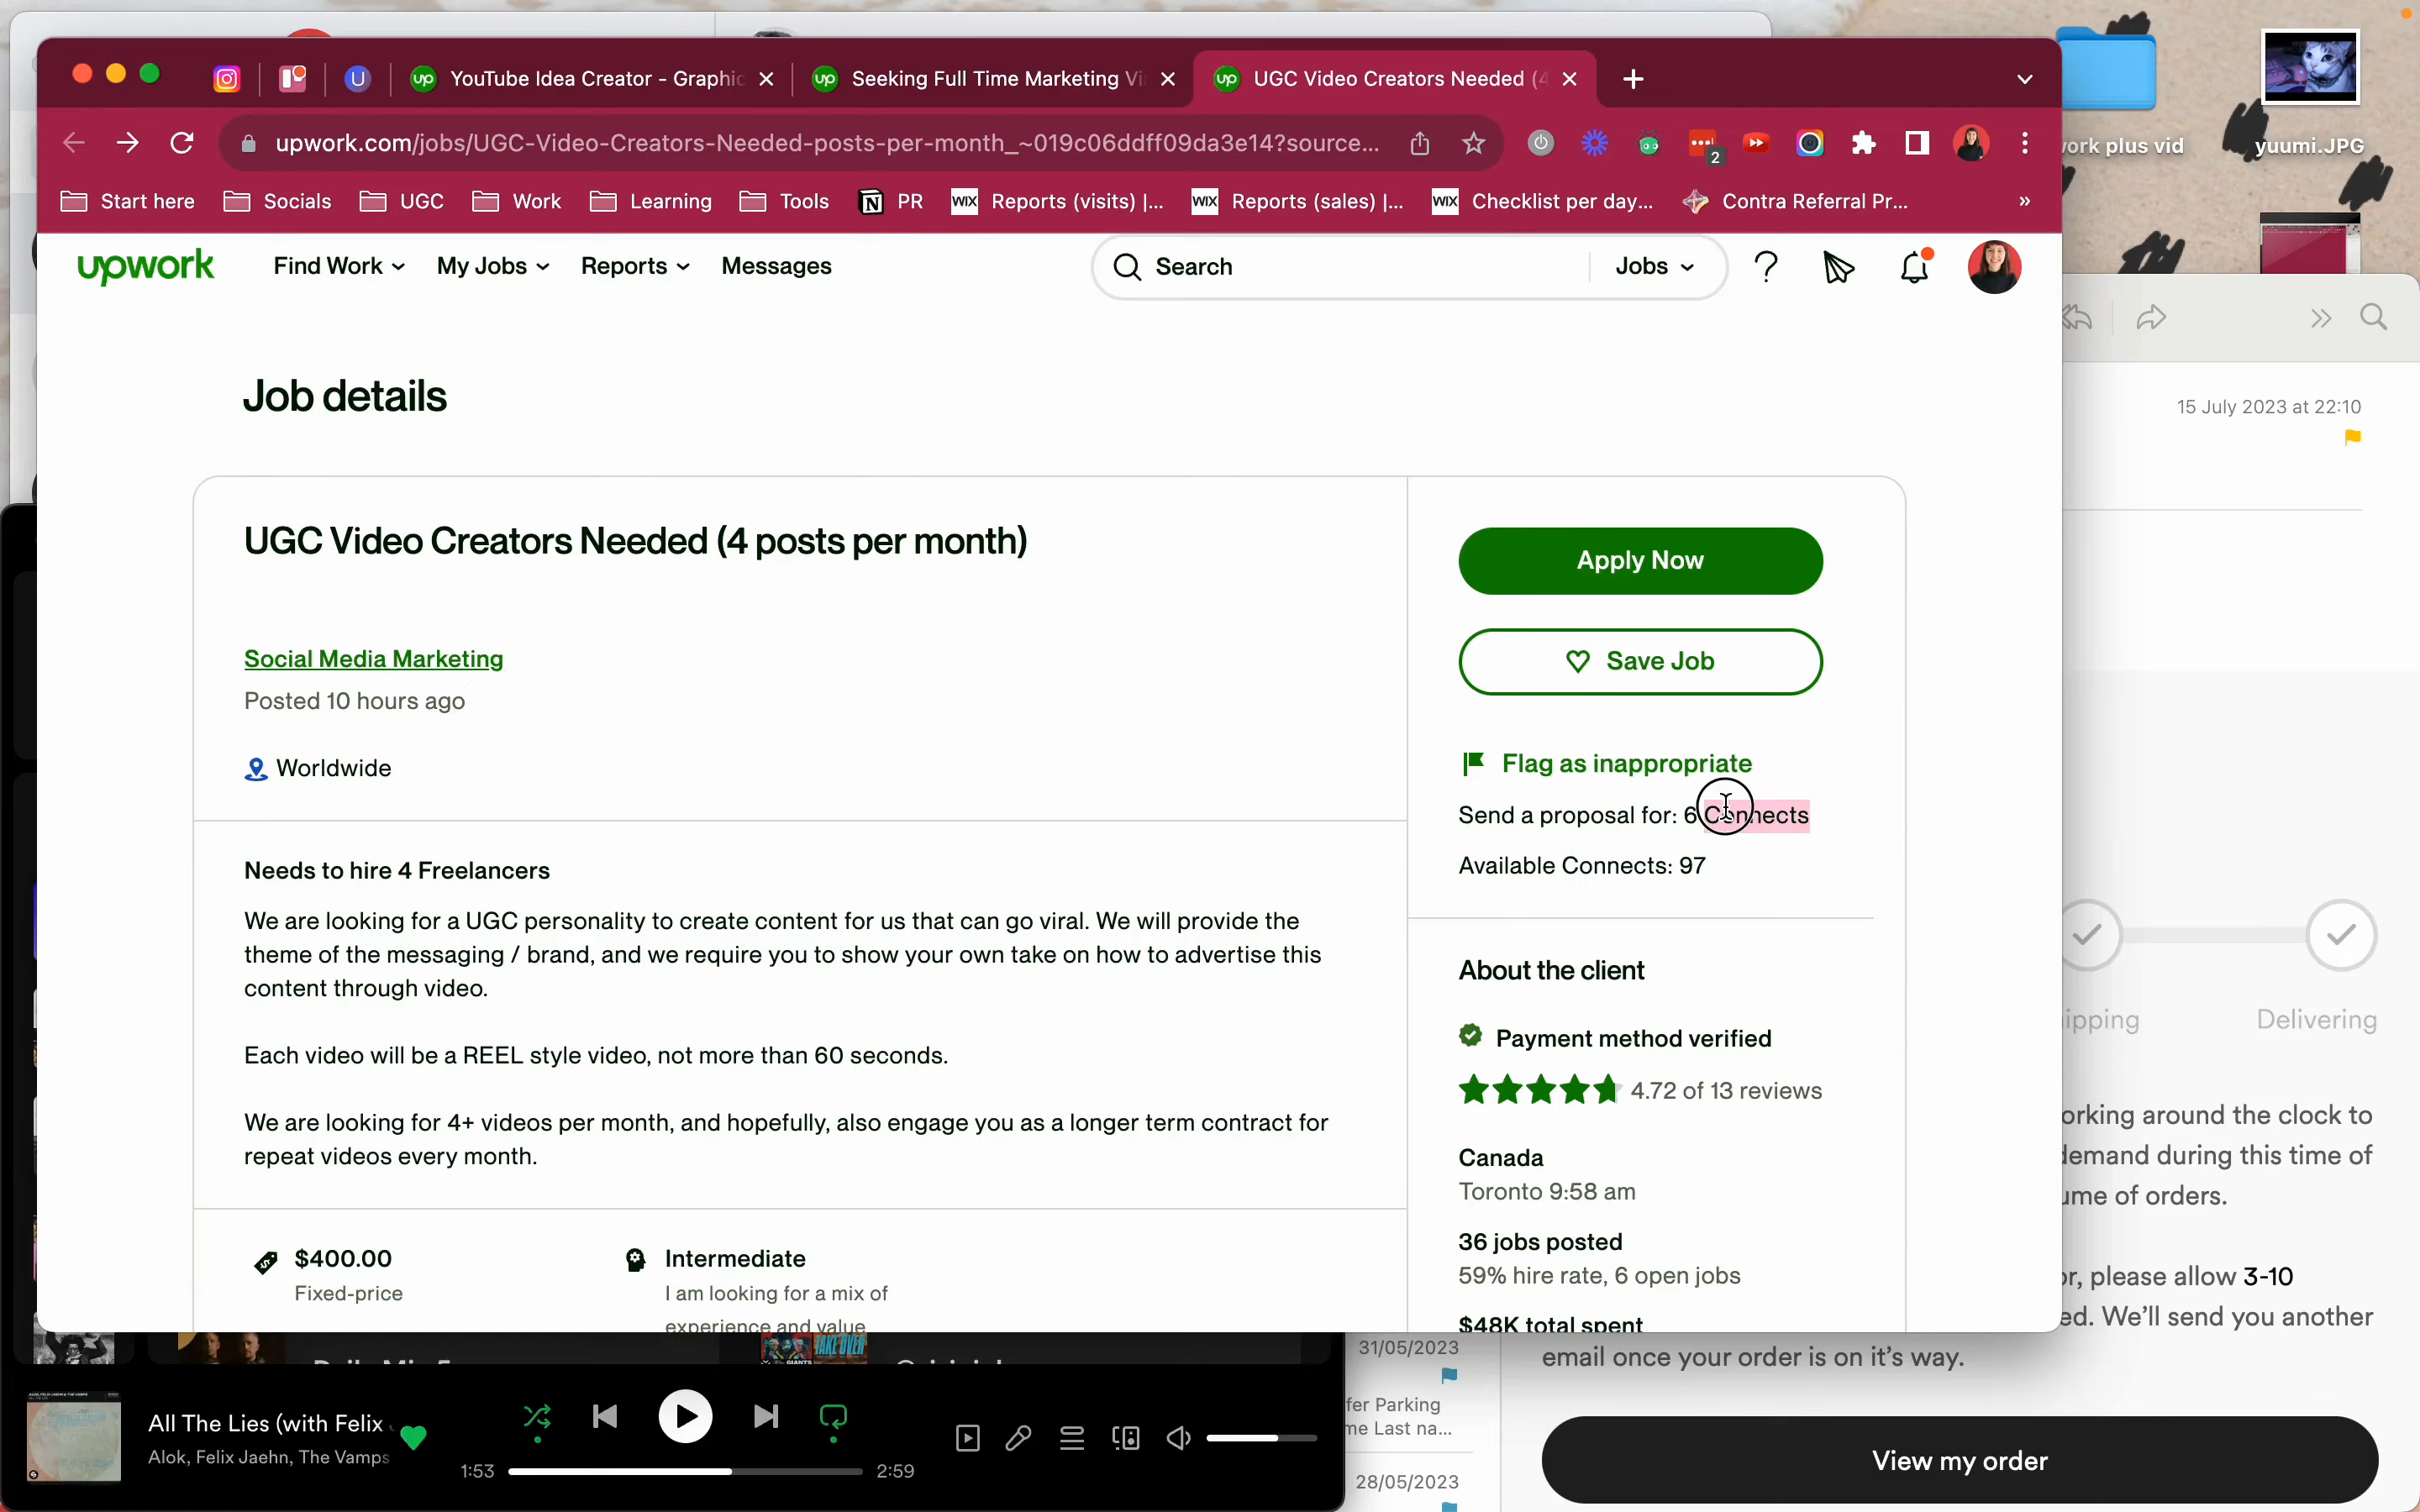 YouTube Idea Creator - Graphic
Seeking Full Time Marketing Vi
UGC Video Creators Needed (4
upwork.com/jobs/UGC-Video-Creators-Needed-posts-per-month_~019c06ddff09da3e14?source...
2
Start here
Socials
UGC
Work
Learning
Tools
PR
WIX Reports (visits) |...
WIX Reports (sales) |...
WIX Checklist per day...
Contra Referral Pr...
»
work plus vid
yuumi.JPG
upwork
Find Work
My Jobs
Reports
Messages
Search
Jobs
?
Job details
UGC Video Creators Needed (4 posts per month)
Social Media Marketing
Posted 10 hours ago
Worldwide
Needs to hire 4 Freelancers
We are looking for a UGC personality to create content for us that can go viral. We will provide the
theme of the messaging / brand, and we require you to show your own take on how to advertise this
content through video.
Each video will be a REEL style video, not more than 60 seconds.
We are looking for 4+ videos per month, and hopefully, also engage you as a longer term contract for
repeat videos every month.
$400.00
Fixed-price
Intermediate
I am looking for a mix of
experience and value
Apply Now
Save Job
Flag as inappropriate
Send a proposal for: 6 Connects
Available Connects: 97
About the client
Payment method verified
4.72 of 13 reviews
Canada
Toronto 9:58 am
36 jobs posted
59% hire rate, 6 open jobs
$48K total spent
15 July 2023 at 22:10
ipping
Delivering
orking around the clock to
demand during this time of
ume of orders.
or, please allow 3-10
ed. We'll send you another
email once your order is on it's way.
View my order
31/05/2023
fer Parking
me Last na...
28/05/2023
All The Lies (with Felix
Alok, Felix Jaehn, The Vamps
1:53
2:59